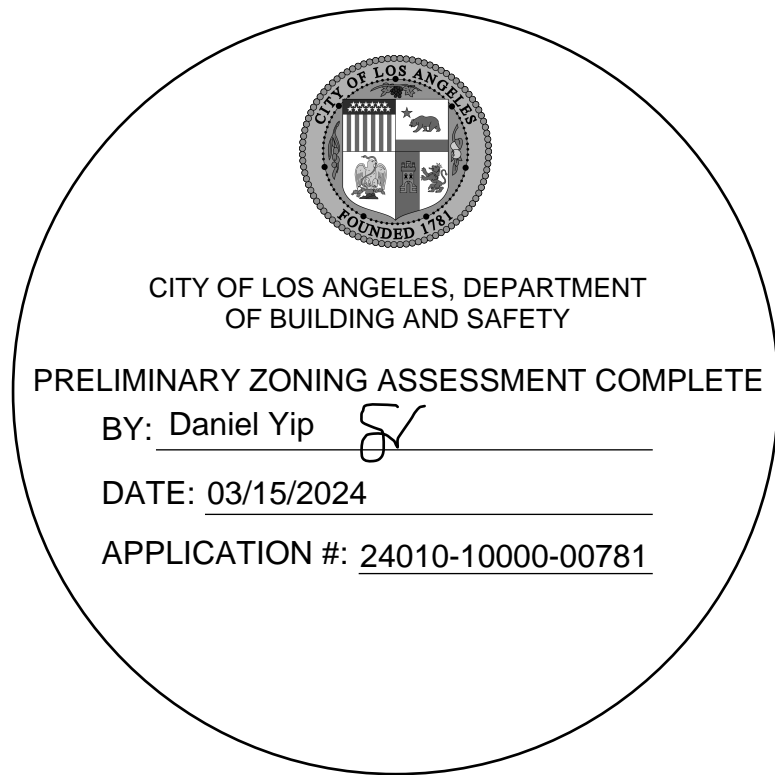 CITY OF LOS ANGELES
FOUNDED 1781
CITY OF LOS ANGELES, DEPARTMENT
OF BUILDING AND SAFETY
PRELIMINARY ZONING ASSESSMENT COMPLETE
BY: Daniel Yip
DATE: 03/15/2024
APPLICATION #: 24010-10000-00781